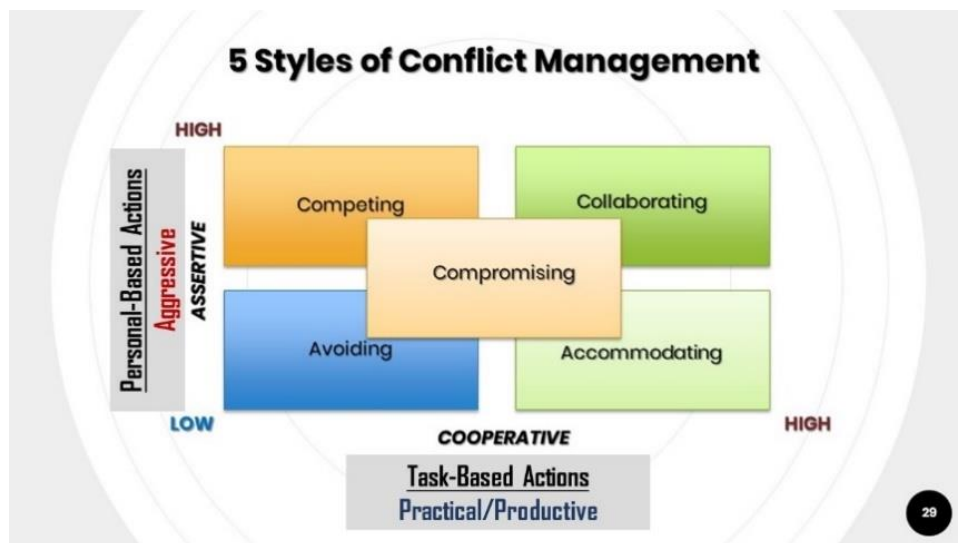 5 Styles of Conflict Management
HIGH
Personal-Based Actions
Aggressive
ASSERTIVE
Competing
Collaborating
Compromising
Avoiding
Accommodating
LOW
HIGH
COOPERATIVE
Task-Based Actions
Practical/Productive
29